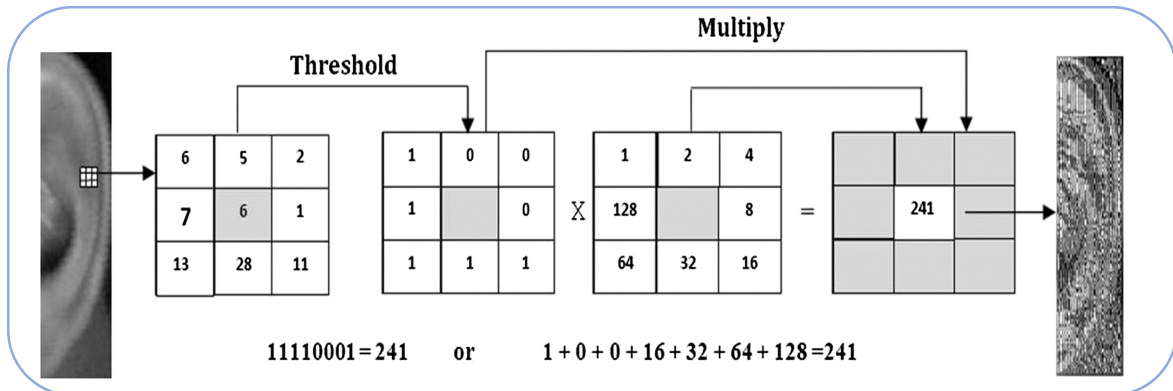 Multiply
Threshold
6 5 2 1 0 0 1 2 4
7 6 1 1 0 X 128 8 = 241
13 28 11 1 1 1 64 32 16
11110001 = 241 or 1 + 0 + 0 + 16 + 32 + 64 + 128 =241